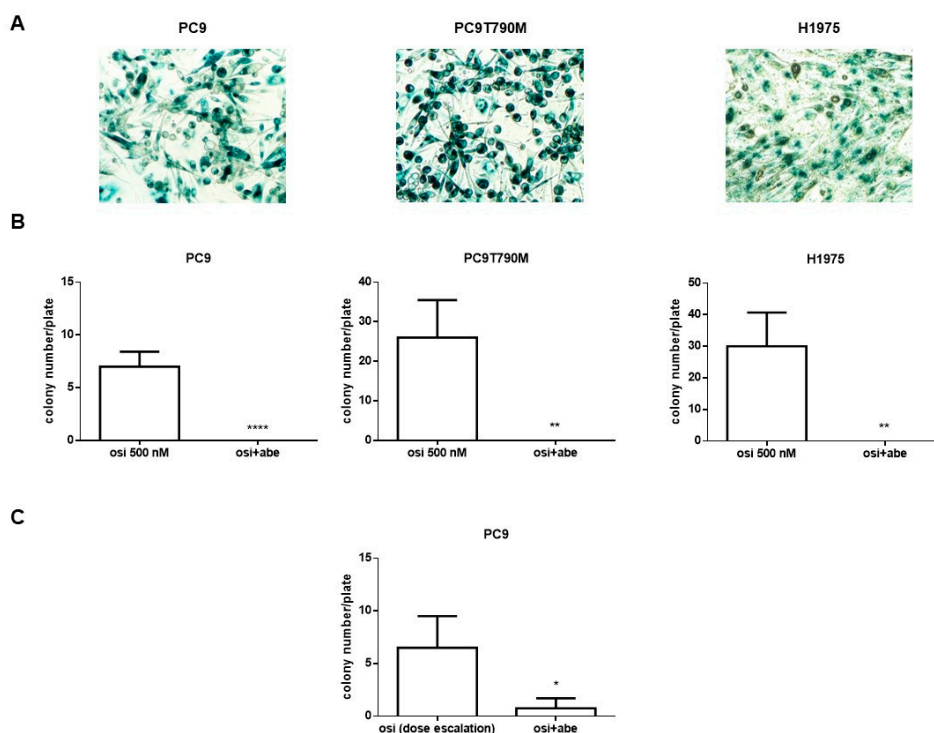 A
PC9
PC9T790M
H1975
B
PC9
colony number/plate
15
10
5
0
****
osi 500 nM
osi+abe
PC9T790M
colony number/plate
40
30
20
10
0
**
osi 500 nM
osi+abe
H1975
colony number/plate
50
40
30
20
10
0
**
osi 500 nM
osi+abe
C
PC9
colony number/plate
15
10
5
0
*
osi (dose escalation)
osi+abe